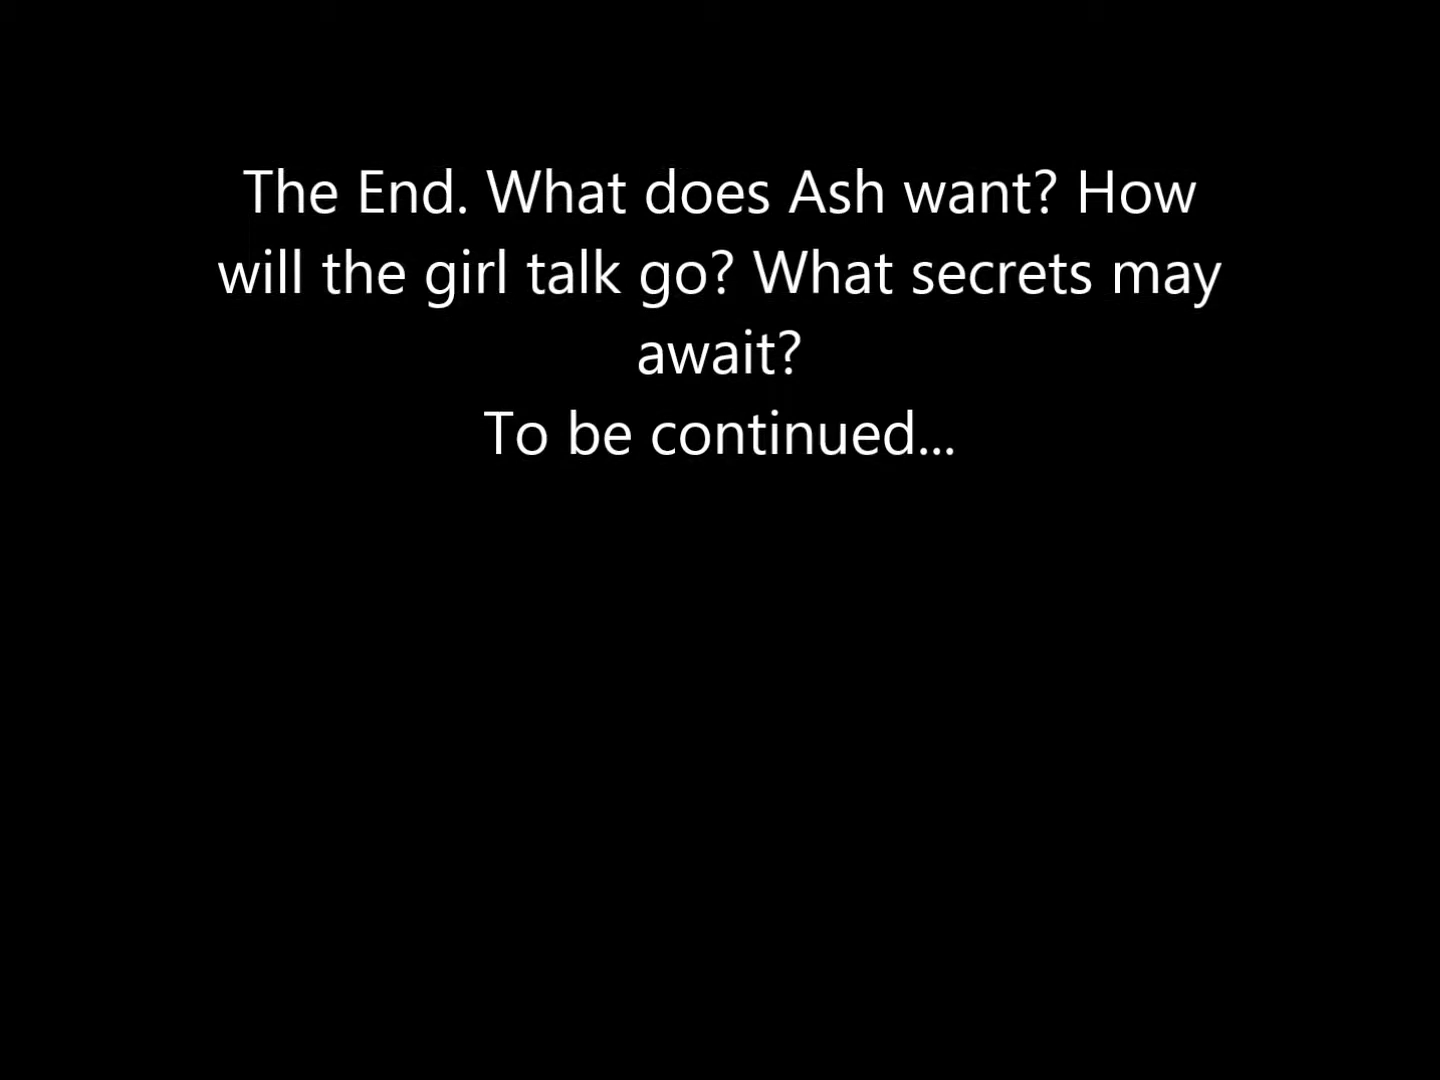 The End. What does Ash want? How
will the girl talk go? What secrets may
await?
To be continued...